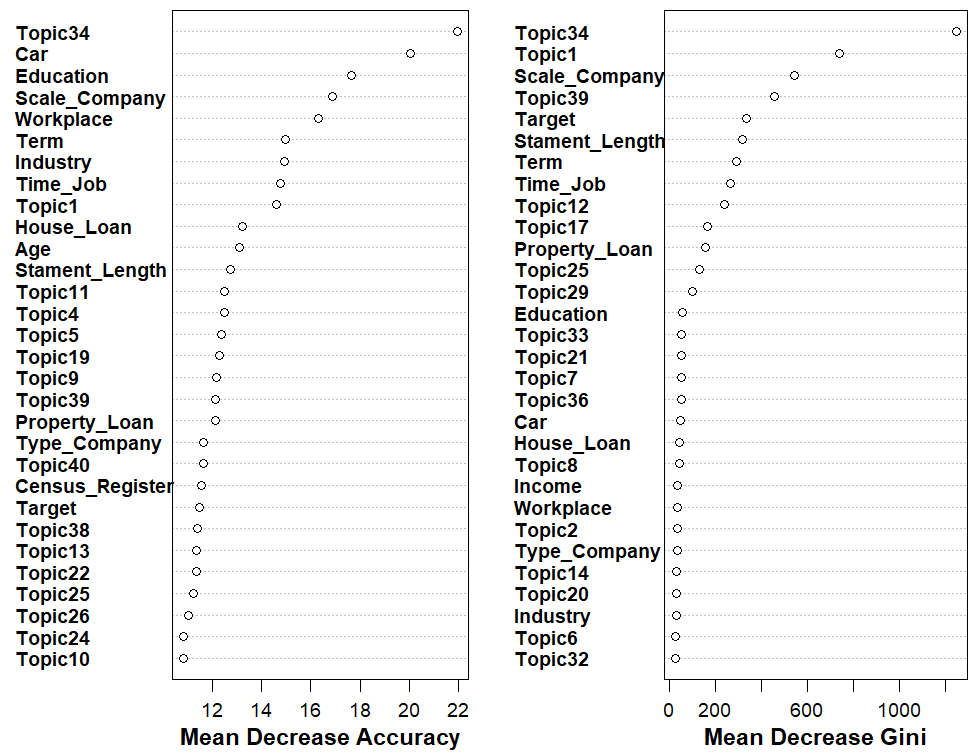 Topic34
Car
Education
Scale_Company
Workplace
Term
Industry
Time_Job
Topic1
House_Loan
Age
Stament_Length
Topic11
Topic4
Topic5
Topic19
Topic9
Topic39
Property_Loan
Type_Company
Topic40
Census_Register
Target
Topic38
Topic13
Topic22
Topic25
Topic26
Topic24
Topic10
12 14 16 18 20 22
Mean Decrease Accuracy
Topic34
Topic1
Scale_Company
Topic39
Target
Stament_Length
Term
Time_Job
Topic12
Topic17
Property_Loan
Topic25
Topic29
Education
Topic33
Topic21
Topic7
Topic36
Car
House_Loan
Topic8
Income
Workplace
Topic2
Type_Company
Topic14
Topic20
Industry
Topic6
Topic32
0 200 600 1000
Mean Decrease Gini